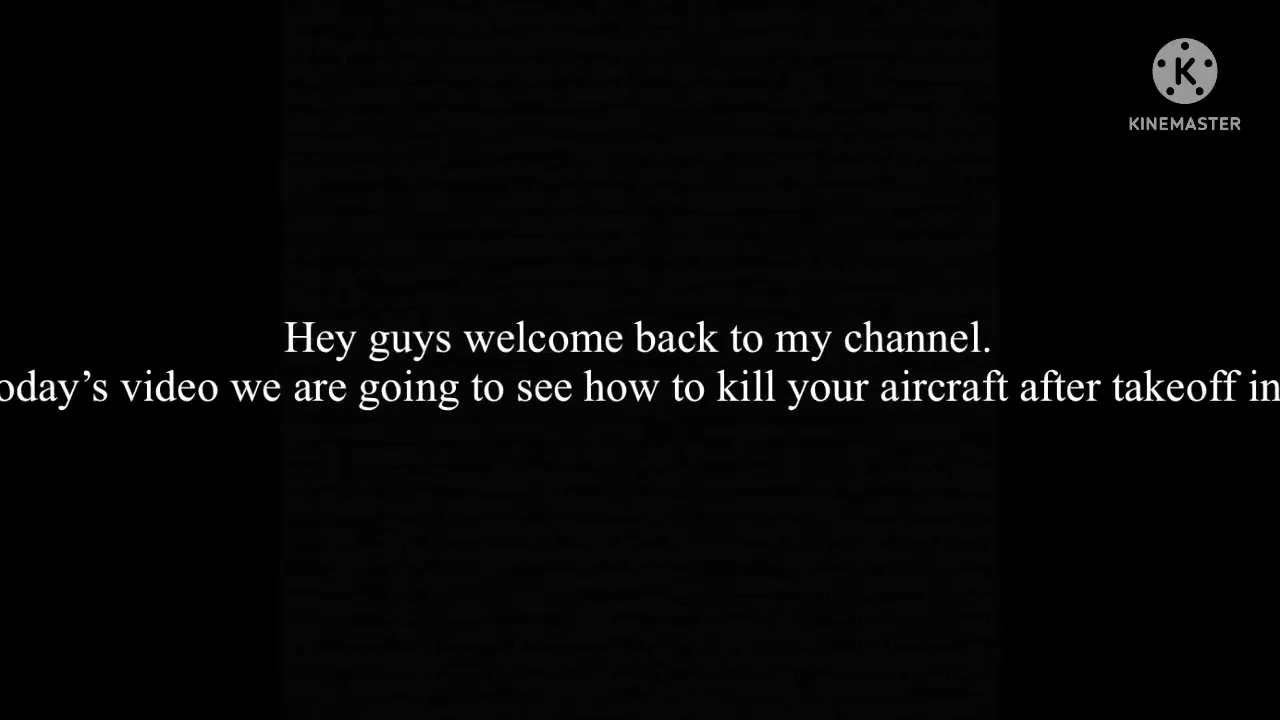 KINEMASTER
Hey guys welcome back to my channel.
oday’s video we are going to see how to kill your aircraft after takeoff in